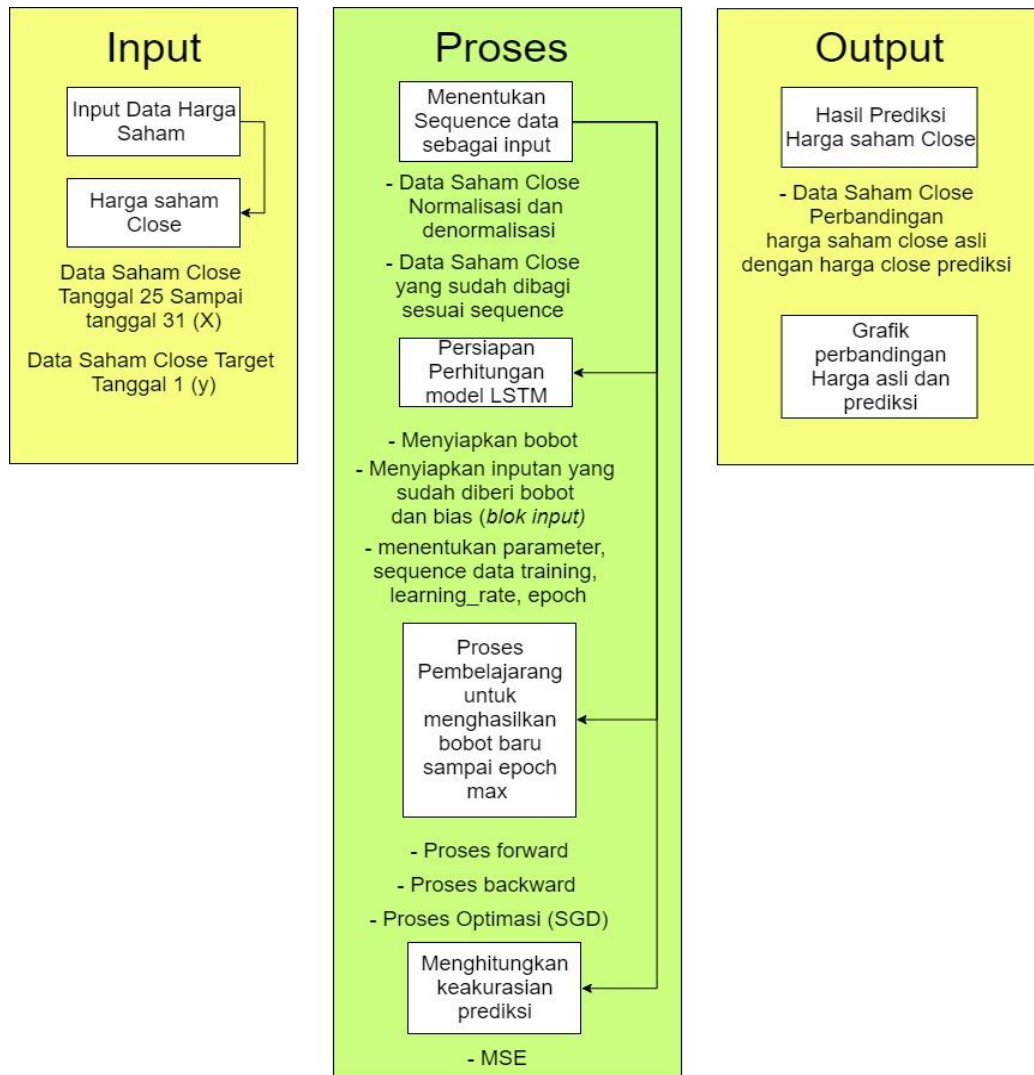 Input
Input Data Harga
Saham
Harga saham
Close
Data Saham Close
Tanggal 25 Sampai
tanggal 31 (X)
Data Saham Close Target
Tanggal 1 (y)
Proses
Menentukan
Sequence data
sebagai input
- Data Saham Close
Normalisasi dan
denormalisasi
- Data Saham Close
yang sudah dibagi
sesuai sequence
Persiapan
Perhitungan
model LSTM
- Menyiapkan bobot
- Menyiapkan inputan yang
sudah diberi bobot
dan bias (blok input)
- menentukan parameter,
sequence data training,
learning_rate, epoch
Proses
Pembelajarang
untuk
menghasilkan
bobot baru
sampai epoch
max
- Proses forward
- Proses backward
- Proses Optimasi (SGD)
Menghitungkan
keakurasian
prediksi
- MSE
Output
Hasil Prediksi
Harga saham Close
- Data Saham Close
Perbandingan
harga saham close asli
dengan harga close prediksi
Grafik
perbandingan
Harga asli dan
prediksi